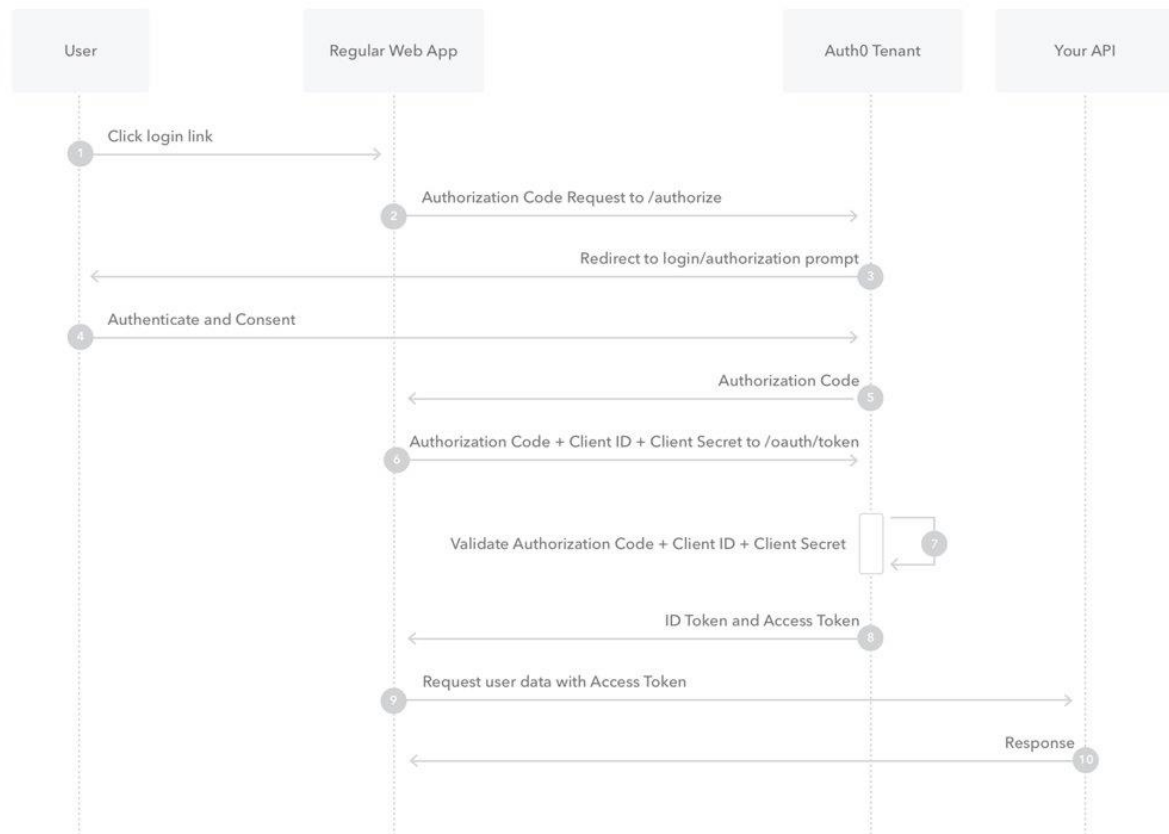 User
Regular Web App
Auth0 Tenant
Your API
Click login link
1
Authorization Code Request to /authorize
2
Redirect to login/authorization prompt
3
Authenticate and Consent
4
Authorization Code
5
Authorization Code + Client ID + Client Secret to /oauth/token
6
Validate Authorization Code + Client ID + Client Secret
7
ID Token and Access Token
8
Request user data with Access Token
9
Response
10